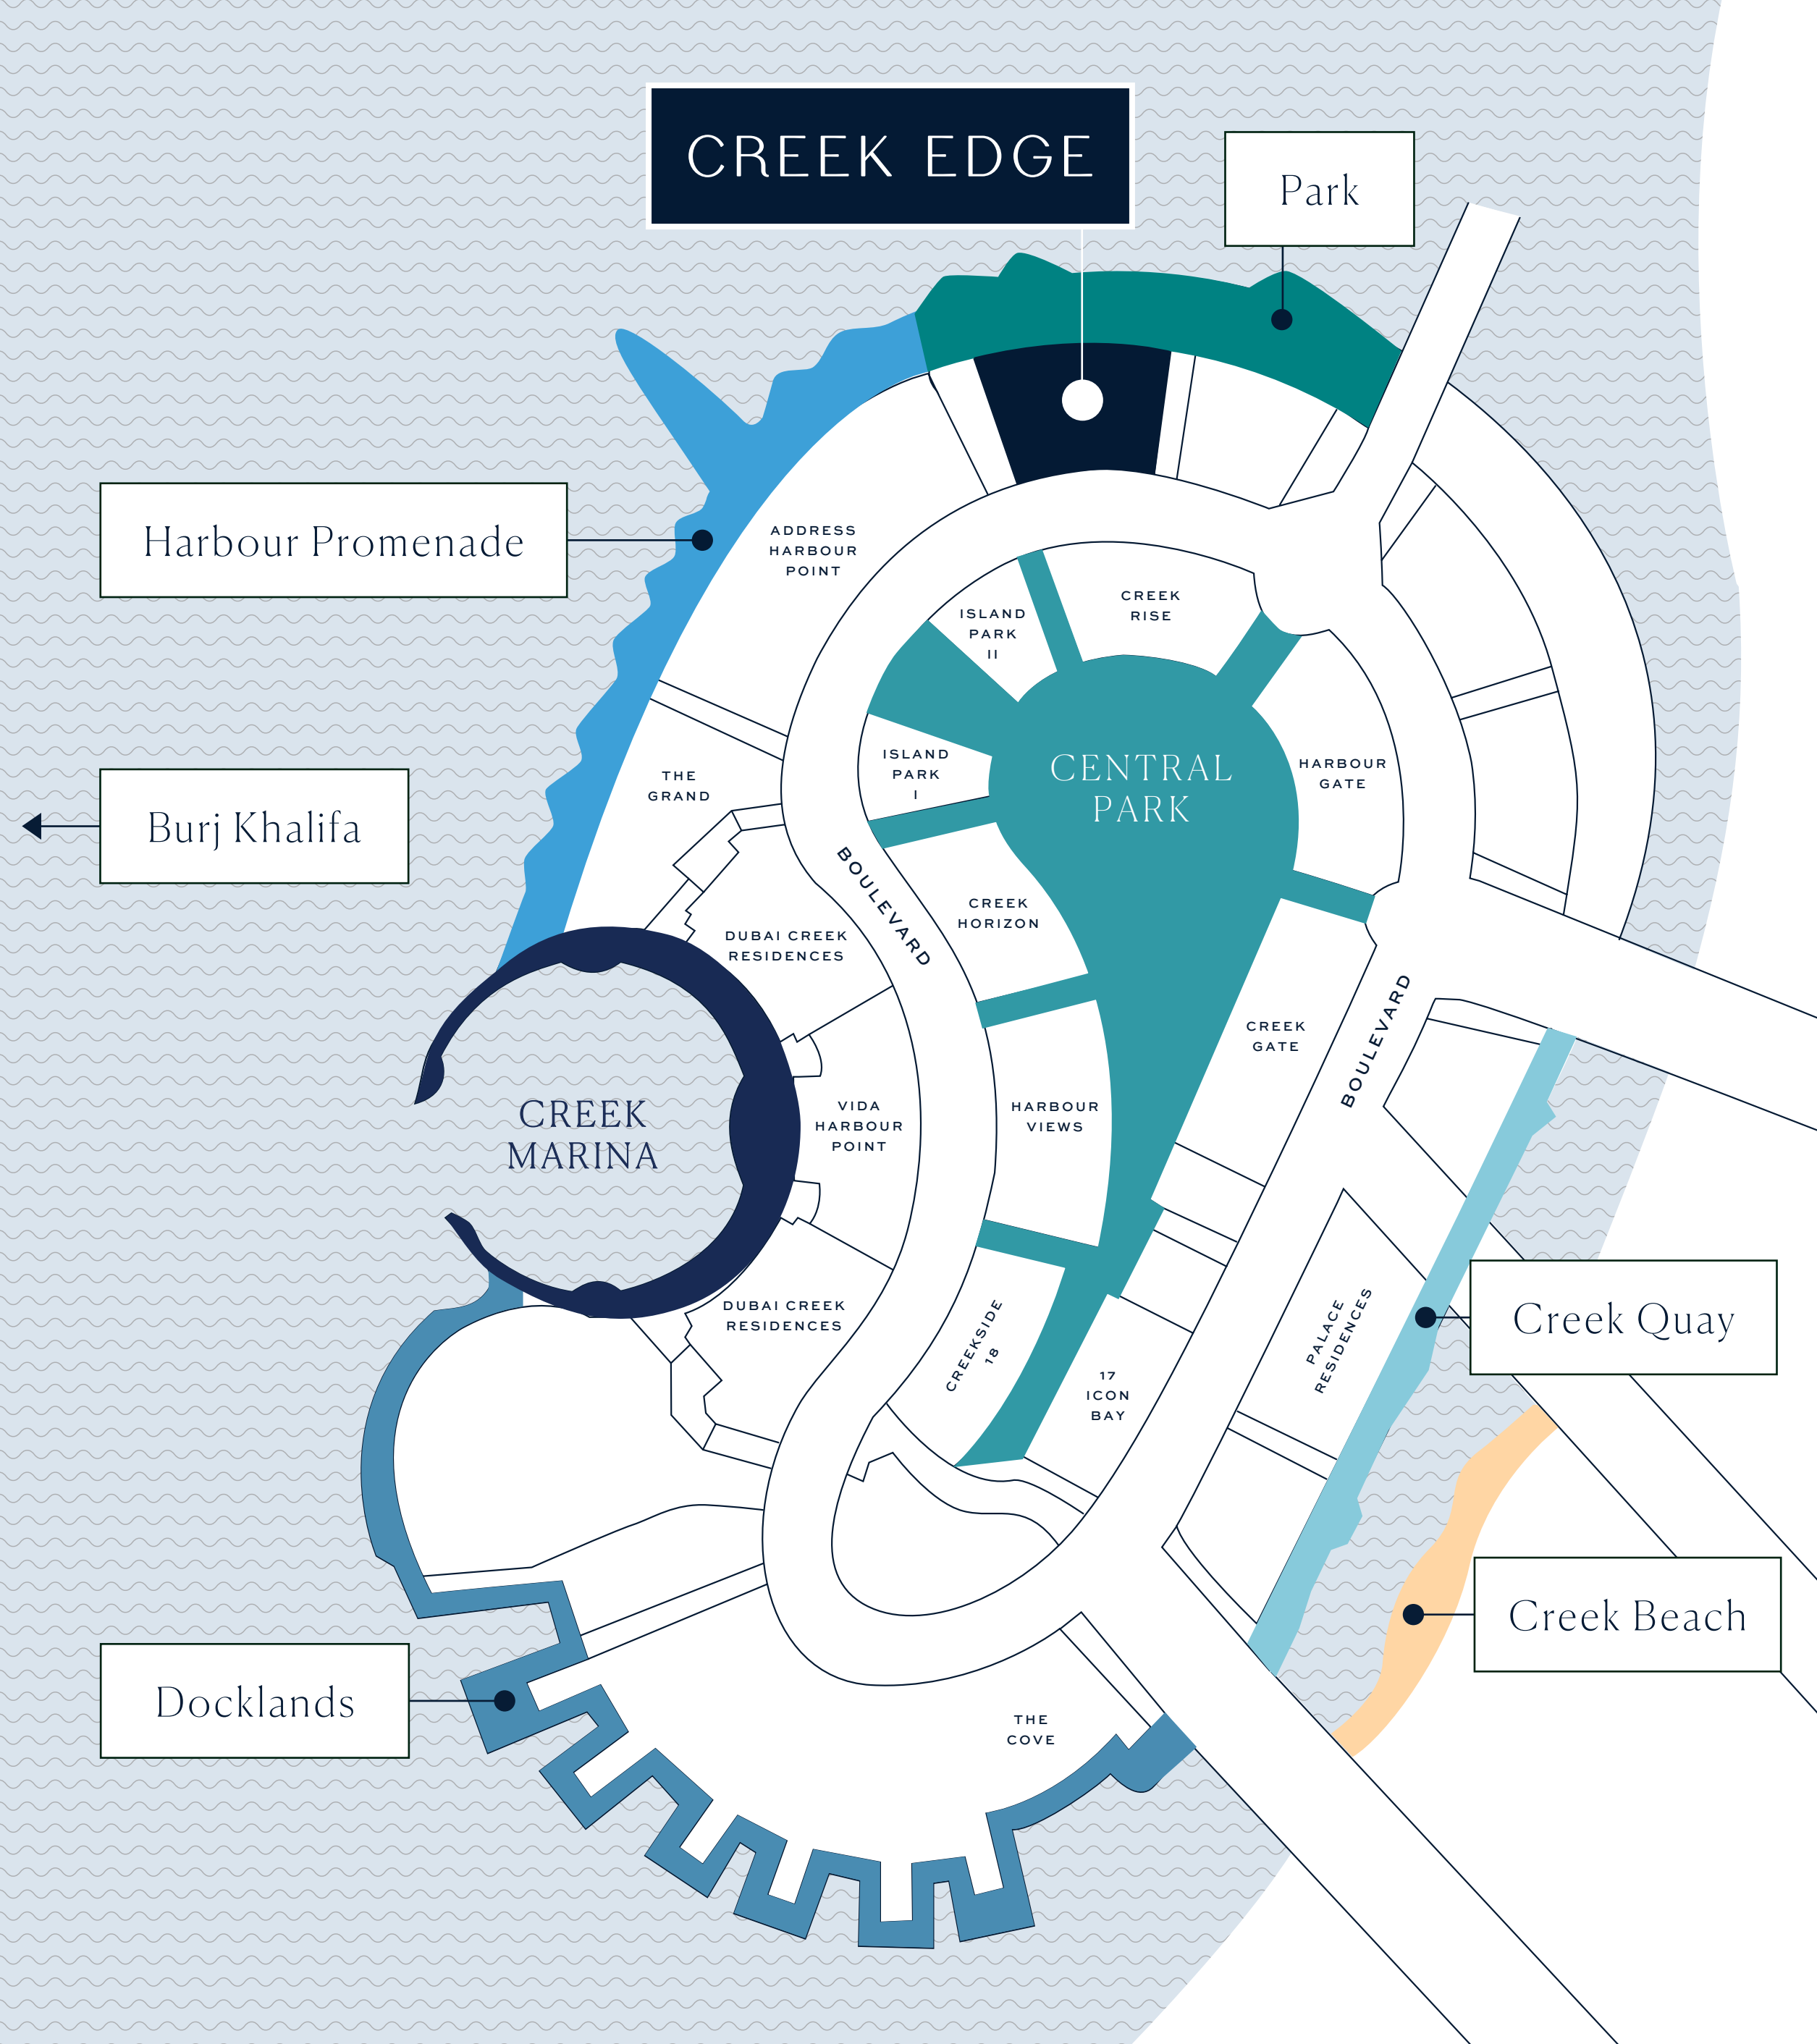 CREEK EDGE
Park
Harbour Promenade
ADDRESS
HARBOUR
POINT
CREEK
RISE
ISLAND
PARK
II
ISLAND
PARK
I
CENTRAL
PARK
HARBOUR
GATE
THE
GRAND
Burj Khalifa
BOULEVARD
CREEK
HORIZON
DUBAI CREEK
RESIDENCES
CREEK
GATE
BOULEVARD
CREEK
MARINA
VIDA
HARBOUR
POINT
HARBOUR
VIEWS
DUBAI CREEK
RESIDENCES
CREEKSIDE
18
17
ICON
BAY
PALACE
RESIDENCES
Creek Quay
Creek Beach
Docklands
THE
COVE